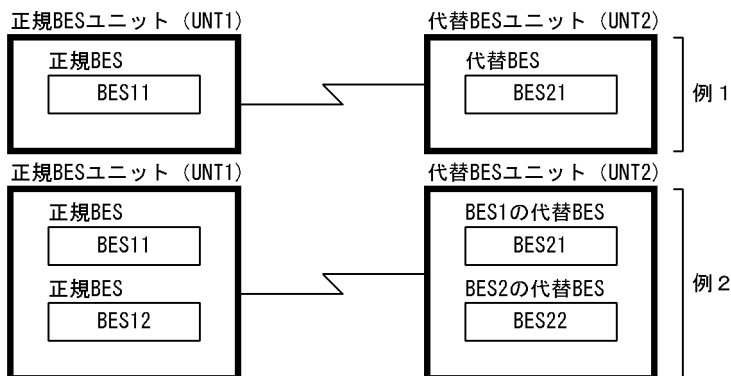 正規BESユニット（UNT1）
代替BESユニット（UNT2）
正規BES
BES11
代替BES
BES21
例１
正規BESユニット（UNT1）
代替BESユニット（UNT2）
正規BES
BES11
BES1の代替BES
BES21
正規BES
BES12
BES2の代替BES
BES22
例２